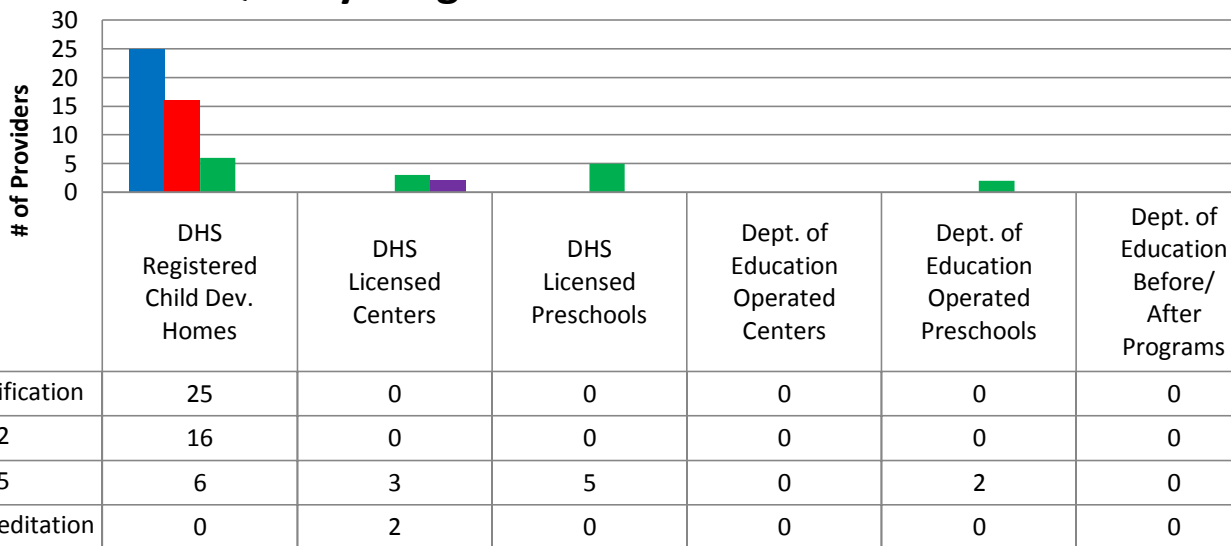 30
25
20
15
10
5
0
# of Providers
DHS
Registered
Child Dev.
Homes
DHS
Licensed
Centers
DHS
Licensed
Preschools
Dept. of
Education
Operated
Centers
Dept. of
Education
Operated
Preschools
Dept. of
Education
Before/
After
Programs
ification 25 0 0 0 0 0
2 16 0 0 0 0 0
5 6 3 5 0 2 0
editation 0 2 0 0 0 0